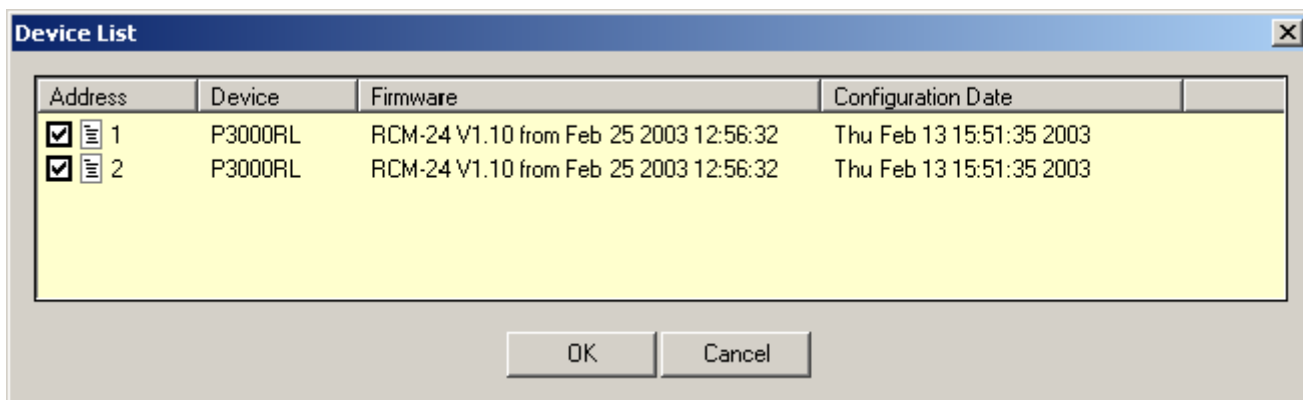 Device List
Address Device Firmware Configuration Date
1 P3000RL RCM-24 V1.10 from Feb 25 2003 12:56:32 Thu Feb 13 15:51:35 2003
2 P3000RL RCM-24 V1.10 from Feb 25 2003 12:56:32 Thu Feb 13 15:51:35 2003
OK Cancel